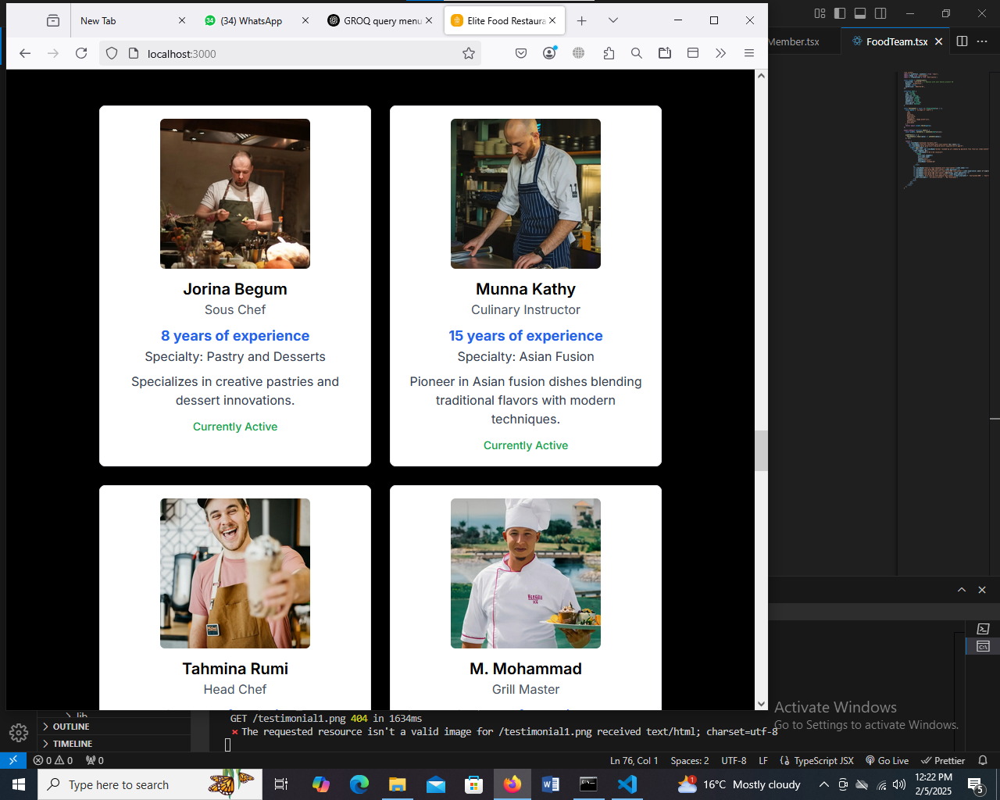 New Tab
(34) WhatsApp
GROQ query menu
Elite Food Restaura
Member.tsx
FoodTeam.tsx
localhost:3000
Jorina Begum
Sous Chef
8 years of experience
Specialty: Pastry and Desserts
Specializes in creative pastries and
dessert innovations.
Currently Active
Munna Kathy
Culinary Instructor
15 years of experience
Specialty: Asian Fusion
Pioneer in Asian fusion dishes blending
traditional flavors with modern
techniques.
Currently Active
Tahmina Rumi
Head Chef
M. Mohammad
Grill Master
lib
OUTLINE
TIMELINE
GET /testimonial1.png 404 in 1634ms
The requested resource isn't a valid image for /testimonial1.png received text/html; charset=utf-8
Activate Windows
Go to Settings to activate Windows.
0 0 0
Ln 76, Col 1
Spaces: 2
UTF-8
LF
TypeScript JSX
Go Live
Prettier
Type here to search
16°C Mostly cloudy
12:22 PM
2/5/2025
5